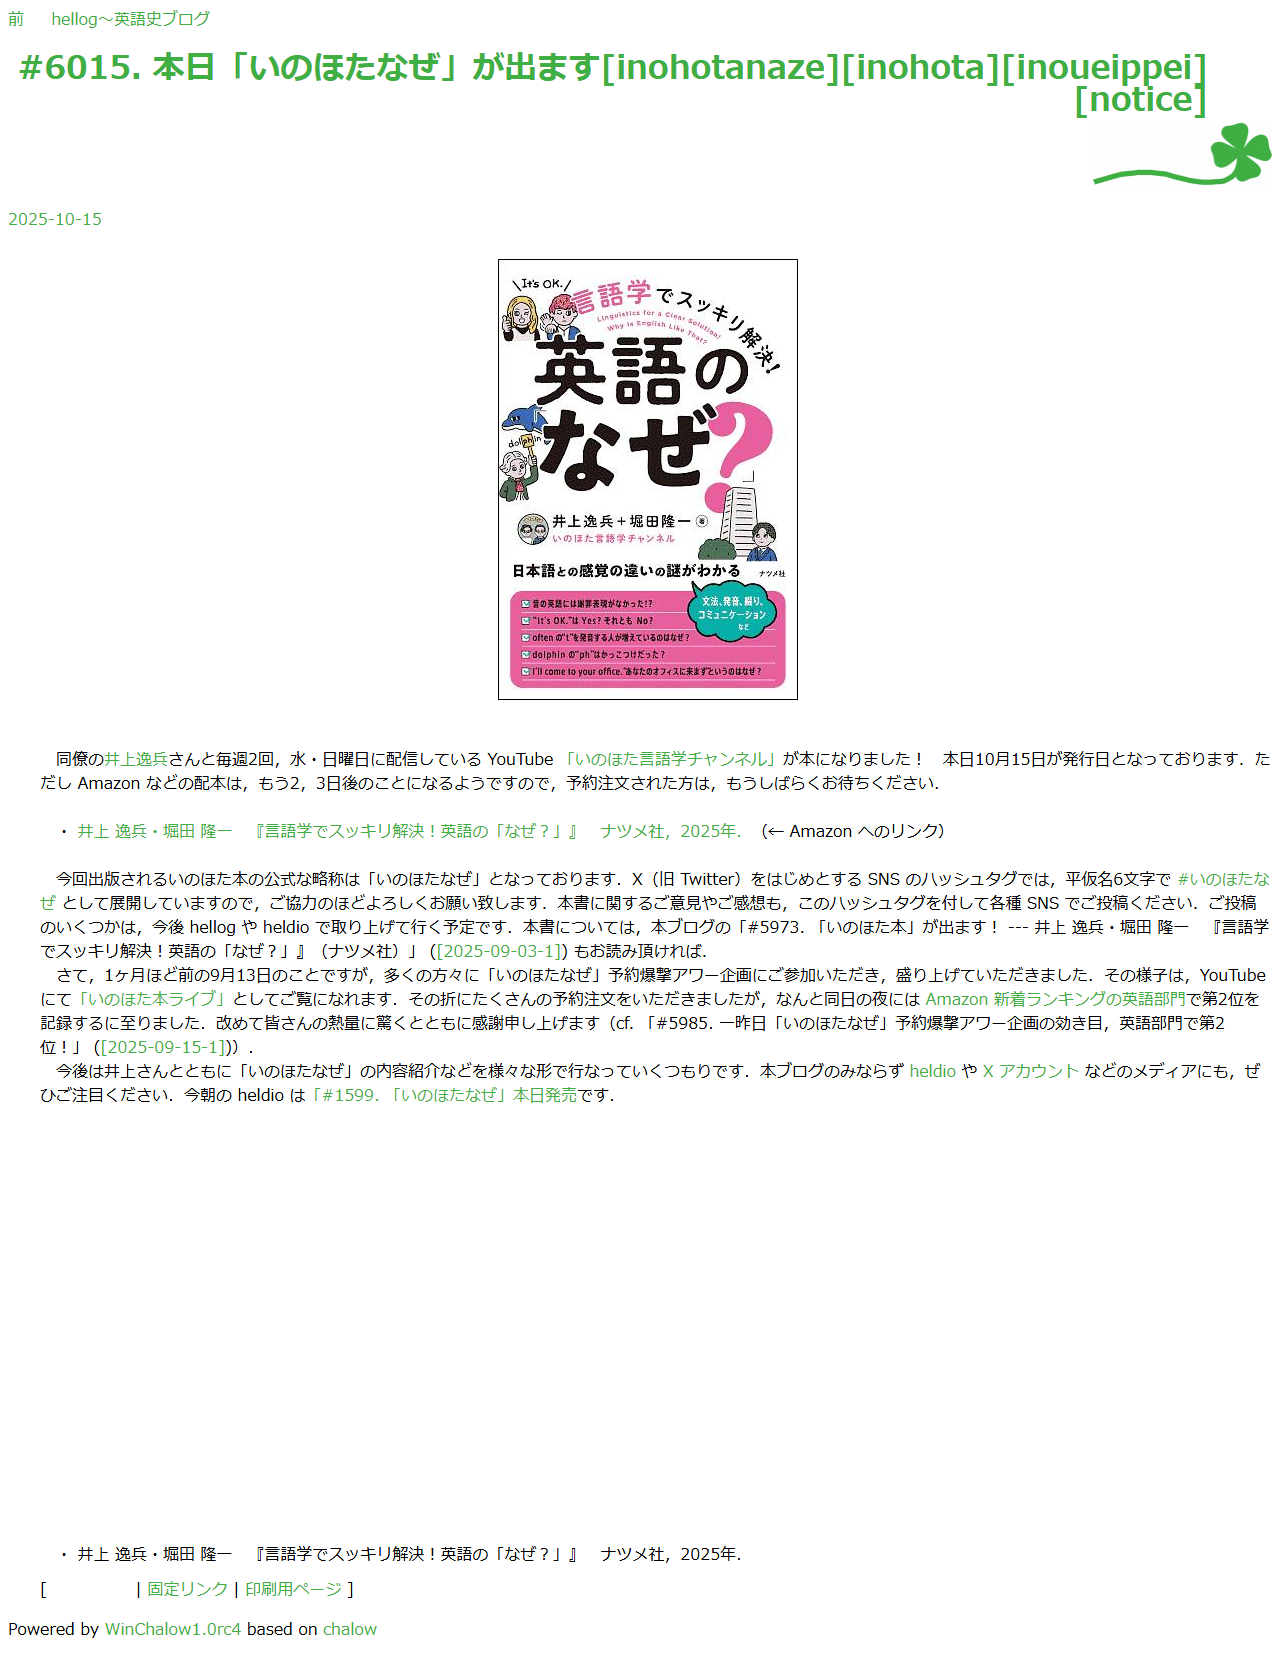 前 hellog～英語史ブログ
#6015. 本日「いのほたなぜ」が出ます[inohotanaze][inohota][inoueippei]
[notice]
2025-10-15
It's OK.
言語学でスッキリ解決！
Linguistics for a Clear Solution!
Why Is English Like That?
英語の
「なぜ？」
dolphin
井上逸兵＋堀田隆一 著
いのほた言語学チャンネル
日本語との感覚の違いの謎がわかる
ナツメ社
文法、発音、綴り、
コミュニケーション
など
昔の英語には謝罪表現がなかった!?
"It's OK."は Yes? それとも No?
often の"t"を発音する人が増えているのはなぜ？
dolphin の"ph"はかっこつけだった？
I'll come to your office."あなたのオフィスに来ます"というのはなぜ？
同僚の井上逸兵さんと毎週2回，水・日曜日に配信している YouTube 「いのほた言語学チャンネル」が本になりました！　本日10月15日が発行日となっております．た
だし Amazon などの配本は，もう2，3日後のことになるようですので，予約注文された方は，もうしばらくお待ちください．
・ 井上 逸兵・堀田 隆一　『言語学でスッキリ解決！英語の「なぜ？」』　ナツメ社，2025年．（← Amazon へのリンク）
今回出版されるいのほた本の公式な略称は「いのほたなぜ」となっております．X（旧 Twitter）をはじめとする SNS のハッシュタグでは，平仮名6文字で #いのほたな
ぜ として展開していますので，ご協力のほどよろしくお願い致します．本書に関するご意見やご感想も，このハッシュタグを付して各種 SNS でご投稿ください．ご投稿
のいくつかは，今後 hellog や heldio で取り上げて行く予定です．本書については，本ブログの「#5973. 「いのほた本」が出ます！ --- 井上 逸兵・堀田 隆一　『言語学
でスッキリ解決！英語の「なぜ？」』（ナツメ社）」 ([2025-09-03-1]) もお読み頂ければ．
さて，1ヶ月ほど前の9月13日のことですが，多くの方々に「いのほたなぜ」予約爆撃アワー企画にご参加いただき，盛り上げていただきました．その様子は，YouTube
にて「いのほた本ライブ」としてご覧になれます．その折にたくさんの予約注文をいただきましたが，なんと同日の夜には Amazon 新着ランキングの英語部門で第2位を
記録するに至りました．改めて皆さんの熱量に驚くとともに感謝申し上げます（cf. 「#5985. 一昨日「いのほたなぜ」予約爆撃アワー企画の効き目，英語部門で第2
位！」 ([2025-09-15-1])）．
今後は井上さんとともに「いのほたなぜ」の内容紹介などを様々な形で行なっていくつもりです．本ブログのみならず heldio や X アカウント などのメディアにも，ぜ
ひご注目ください．今朝の heldio は「#1599. 「いのほたなぜ」本日発売です．
・ 井上 逸兵・堀田 隆一　『言語学でスッキリ解決！英語の「なぜ？」』　ナツメ社，2025年．
[ | 固定リンク | 印刷用ページ ]
Powered by WinChalow1.0rc4 based on chalow